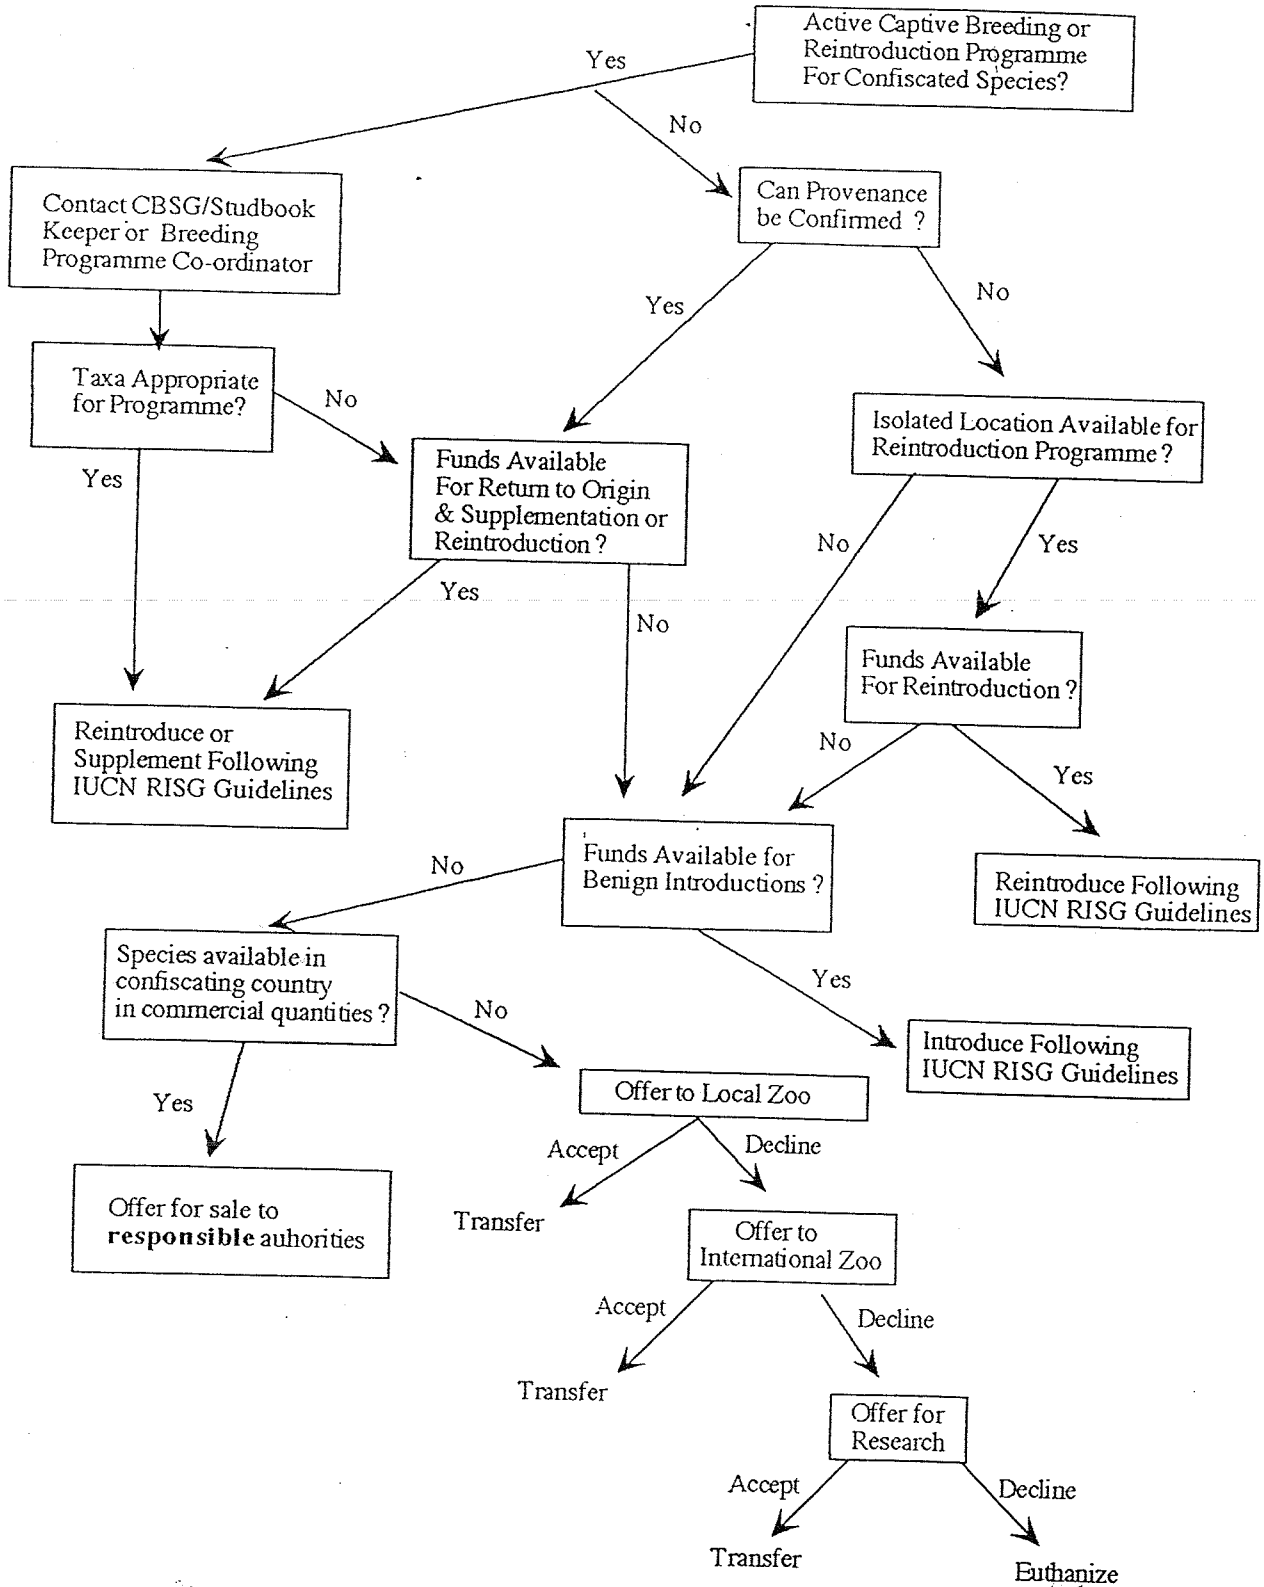 Active Captive Breeding or
Reintroduction Programme
For Confiscated Species?
Yes
No
Can Provenance
be Confirmed ?
Contact CBSG/Studbook
Keeper or Breeding
Programme Co-ordinator
Yes
No
Taxa Appropriate
for Programme?
No
Yes
Isolated Location Available for
Reintroduction Programme ?
Funds Available
For Return to Origin
& Supplementation or
Reintroduction ?
No
Yes
Yes
No
Funds Available
For Reintroduction ?
Reintroduce or
Supplement Following
IUCN RISG Guidelines
No
Yes
Funds Available for
Benign Introductions ?
No
Reintroduce Following
IUCN RISG Guidelines
Species available in
confiscating country
in commercial quantities ?
Yes
No
Introduce Following
IUCN RISG Guidelines
Offer to Local Zoo
Yes
Accept
Decline
Offer for sale to
responsible auhorities
Transfer
Offer to
International Zoo
Accept
Decline
Transfer
Offer for
Research
Accept
Decline
Transfer
Euthanize